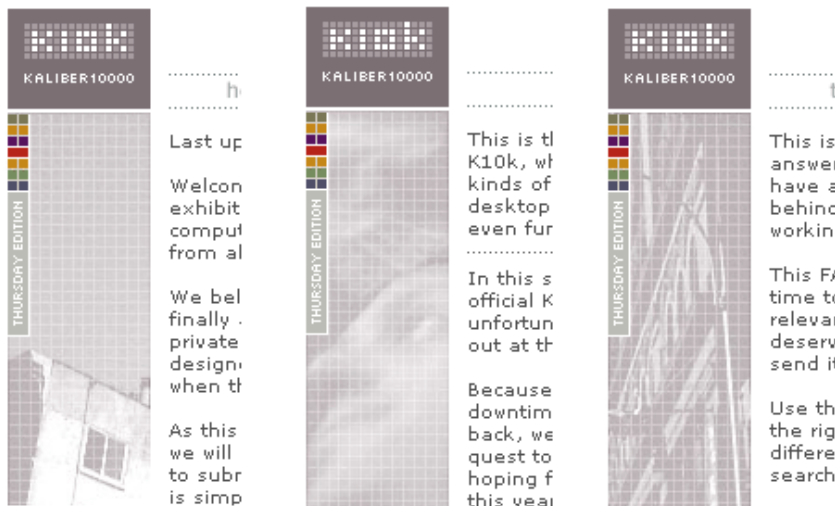 K10k
KALIBER10000
THURSDAY EDITION
h
Last up
Welcon
exhibit
comput
from al
We bel
finally
private
design
when th
As this
we will
to subr
is simp
K10k
KALIBER10000
THURSDAY EDITION
This is th
K10k, wh
kinds of
desktop
even fur
In this s
official K
unfortun
out at th
Because
downtim
back, we
quest to
hoping f
this year
K10k
KALIBER10000
THURSDAY EDITION
t
This is
answer
have a
behind
workin
This FA
time to
relevar
deserv
send it
Use th
the rig
differe
search